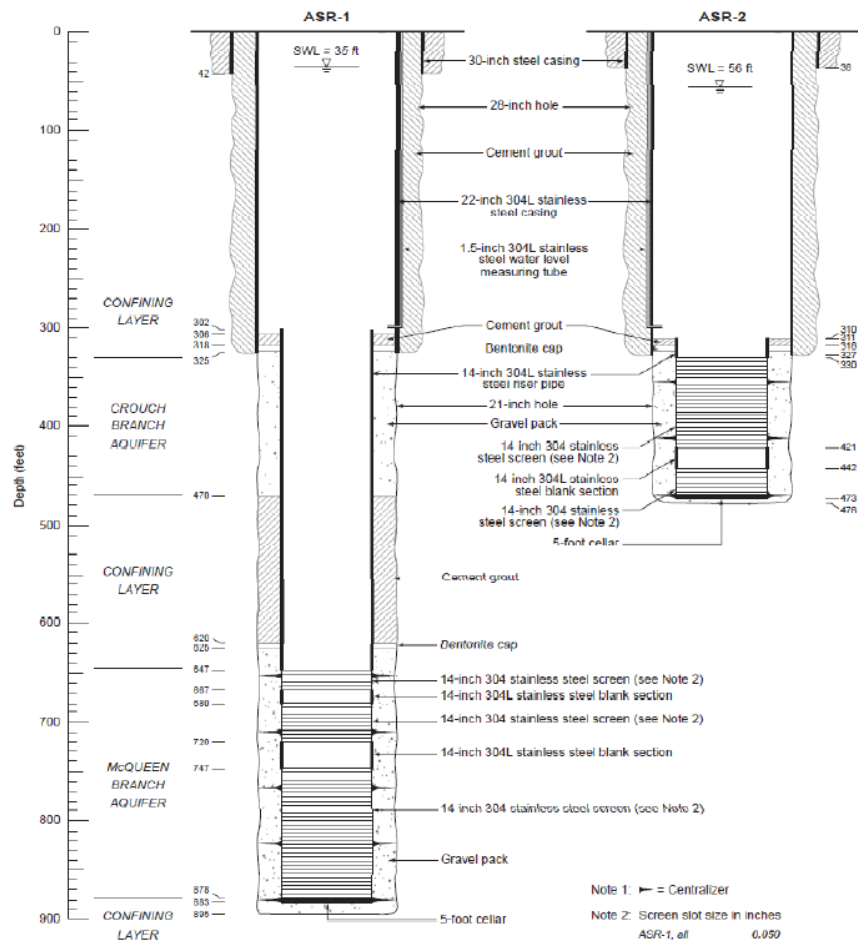 ASR-1
ASR-2
0
SWL = 35 ft
30-inch steel casing
SWL = 56 ft
42
36
28-inch hole
100
Cement grout
22-inch 304L stainless
steel casing
200
1.5-inch 304L stainless
steel water level
measuring tube
CONFINING
LAYER
300
302
306
318
325
Cement grout
Bentonite cap
310
311
316
327
330
14-inch 304L stainless
steel riser pipe
21-inch hole
Gravel pack
CROUCH
BRANCH
AQUIFER
400
14 inch 304 stainless
steel screen (see Note 2)
421
14 inch 304L stainless
steel blank section
442
470
14-inch 304 stainless
steel screen (see Note 2)
473
478
500
5-foot cellar
Depth (feet)
CONFINING
LAYER
Cement grout
600
620
625
Bentonite cap
647
14-inch 304 stainless steel screen (see Note 2)
667
14-inch 304L stainless steel blank section
680
700
14-inch 304 stainless steel screen (see Note 2)
720
14-inch 304L stainless steel blank section
747
McQUEEN
BRANCH
AQUIFER
800
14 inch 304 stainless steel screen (see Note 2)
Gravel pack
878
883
895
900
CONFINING
LAYER
5-foot cellar
Note 1: = Centralizer
Note 2: Screen slot size in inches
ASR-1, all 0.050